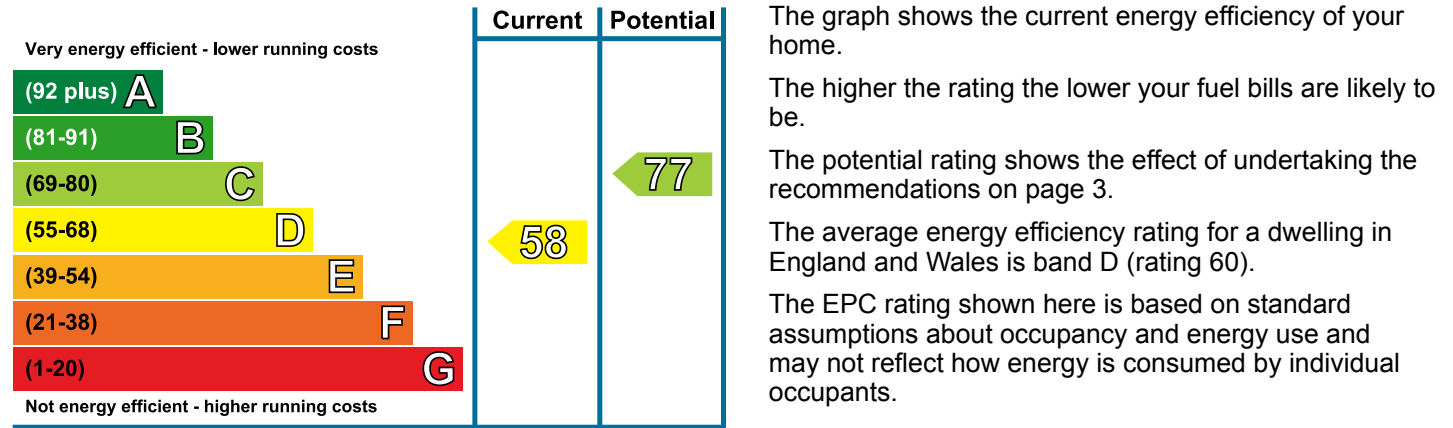 Current Potential
Very energy efficient - lower running costs
(92 plus) A
(81-91) B
(69-80) C
77
(55-68) D
58
(39-54) E
(21-38) F
(1-20) G
Not energy efficient - higher running costs
The graph shows the current energy efficiency of your
home.
The higher the rating the lower your fuel bills are likely to
be.
The potential rating shows the effect of undertaking the
recommendations on page 3.
The average energy efficiency rating for a dwelling in
England and Wales is band D (rating 60).
The EPC rating shown here is based on standard
assumptions about occupancy and energy use and
may not reflect how energy is consumed by individual
occupants.